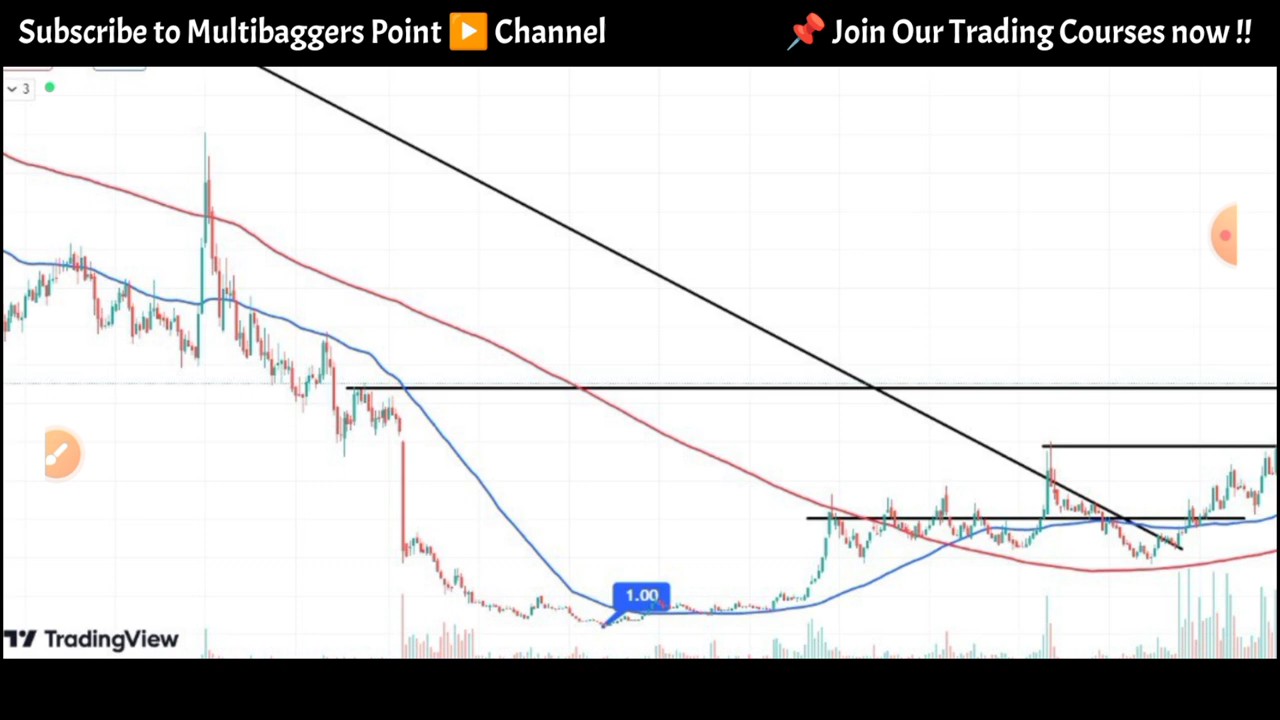 Subscribe to Multibaggers Point ▶️ Channel
📌 Join Our Trading Courses now !!
3
1.00
TradingView